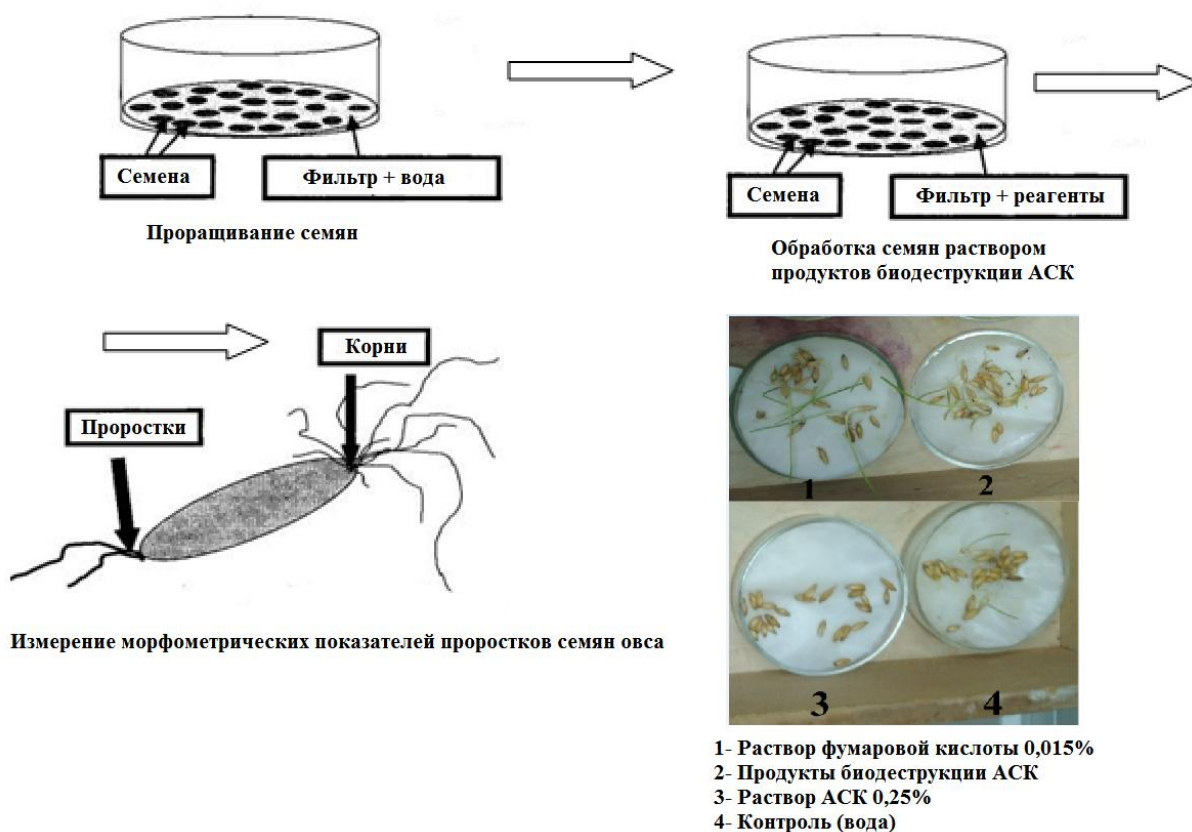 Семена
Фильтр + вода
Проращивание семян
Семена
Фильтр + реагенты
Обработка семян раствором
продуктов биодеструкции АСК
Проростки
Корни
Измерение морфометрических показателей проростков семян овса
1
2
3
4
1- Раствор фумаровой кислоты 0,015%
2- Продукты биодеструкции АСК
3- Раствор АСК 0,25%
4- Контроль (вода)